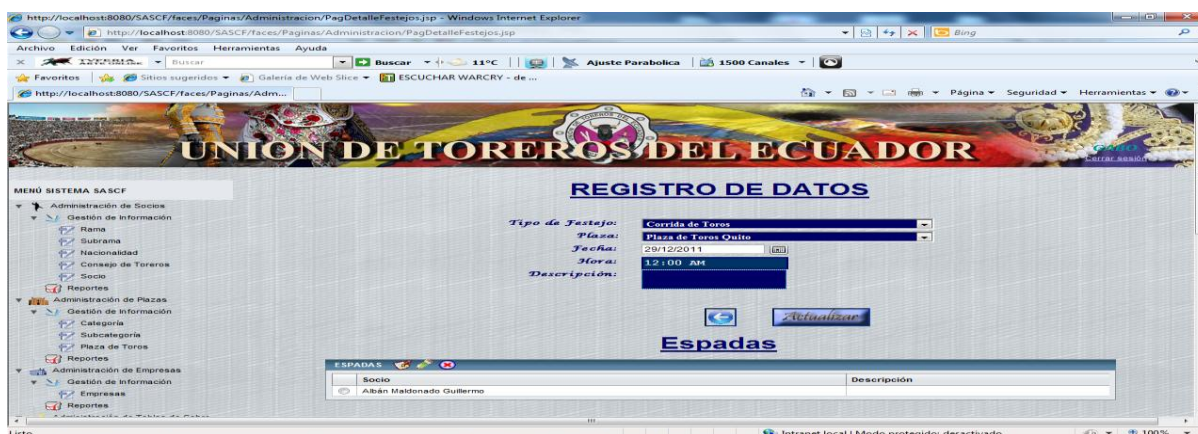 http://localhost:8080/SASCF/faces/Paginas/Administracion/PagDetalleFestejos.jsp - Windows Internet Explorer
http://localhost:8080/SASCF/faces/Paginas/Administracion/PagDetalleFestejos.jsp
Bing
Archivo Edición Ver Favoritos Herramientas Ayuda
Buscar
Buscar
11°C
Ajuste Parabolica
1500 Canales
Favoritos
Sitios sugeridos
Galería de Web Slice
ESCUCHAR WARCRY - de ...
http://localhost:8080/SASCF/faces/Paginas/Adm...
Página Seguridad Herramientas
UNION DE TOREROS DEL ECUADOR
Cerrar sesión
MENÚ SISTEMA SASCF
Administración de Socios
Gestión de Información
Rama
Subrama
Nacionalidad
Consejo de Toreros
Socio
Reportes
Administración de Plazas
Gestión de Información
Categoría
Subcategoría
Plaza de Toros
Reportes
Administración de Empresas
Gestión de Información
Empresas
Reportes
REGISTRO DE DATOS
Tipo de Festejo: Corrida de Toros
Plaza: Plaza de Toros Quito
Fecha: 29/12/2011
Hora: 12:00 AM
Descripción:
Actualizar
Espadas
ESPADAS
Socio Descripción
Albán Maldonado Guillermo
Listo
Intranet local | Modo protegido: desactivado
100%